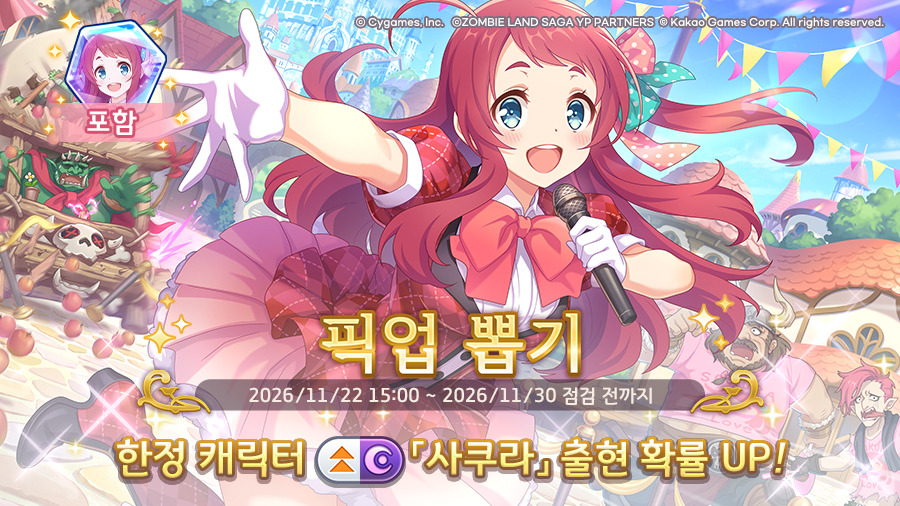 © Cygames, Inc. ©ZOMBIE LAND SAGA YP PARTNERS © Kakao Games Corp. All rights reserved.
포함
픽업 뽑기
2026/11/22 15:00 ~ 2026/11/30 점검 전까지
한정 캐릭터 「사쿠라」 출현 확률 UP!